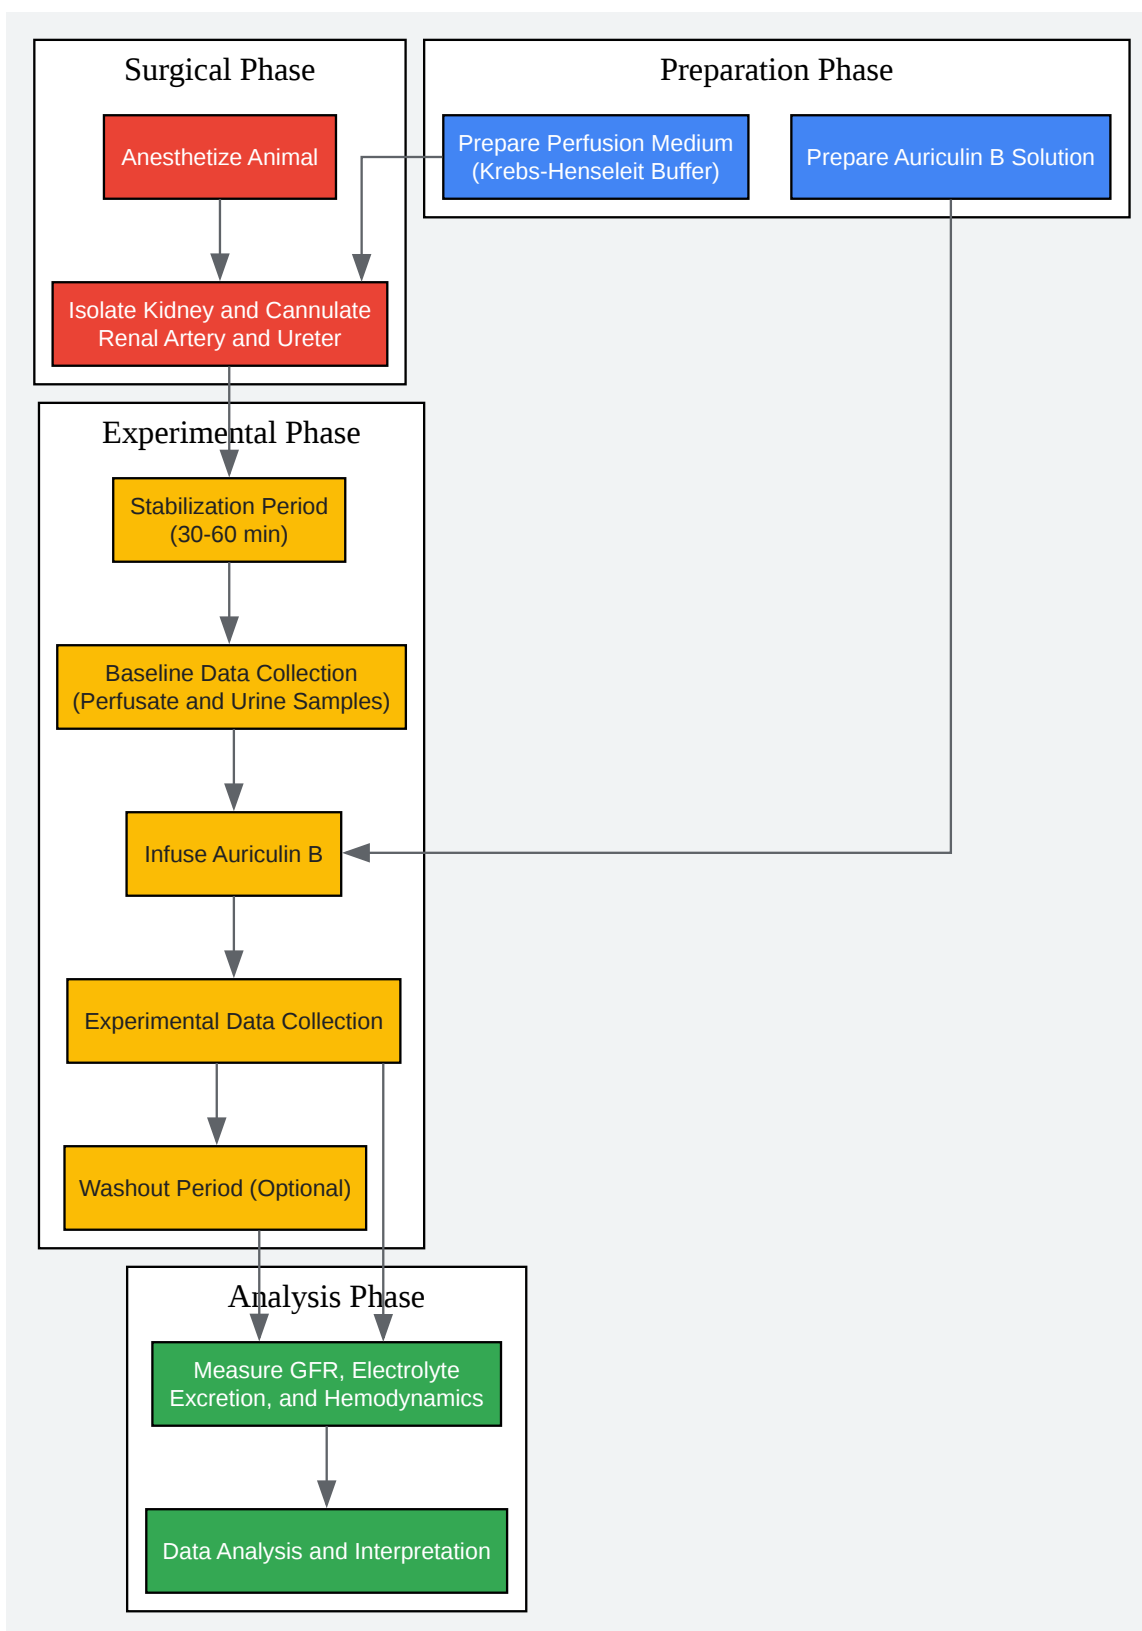 Surgical Phase
Anesthetize Animal
Isolate Kidney and Cannulate
Renal Artery and Ureter
Preparation Phase
Prepare Perfusion Medium
(Krebs-Henseleit Buffer)
Prepare Auriculin B Solution
Experimental Phase
Stabilization Period
(30-60 min)
Baseline Data Collection
(Perfusate and Urine Samples)
Infuse Auriculin B
Experimental Data Collection
Washout Period (Optional)
Analysis Phase
Measure GFR, Electrolyte
Excretion, and Hemodynamics
Data Analysis and Interpretation